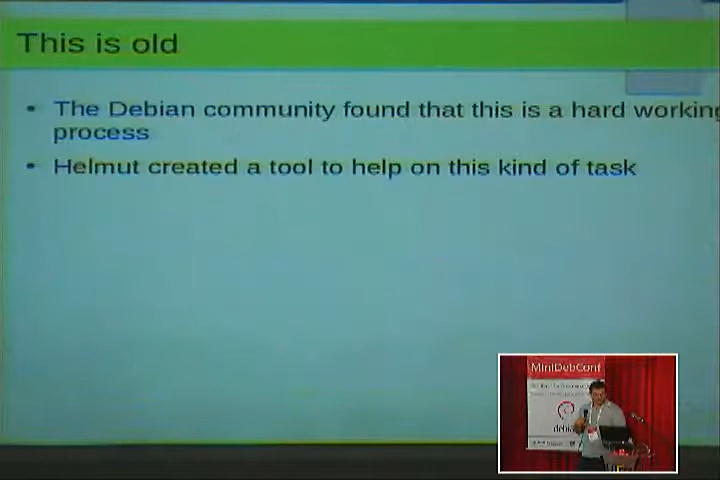 This is old
• The Debian community found that this is a hard working
process
• Helmut created a tool to help on this kind of task
MiniDebConf
debian